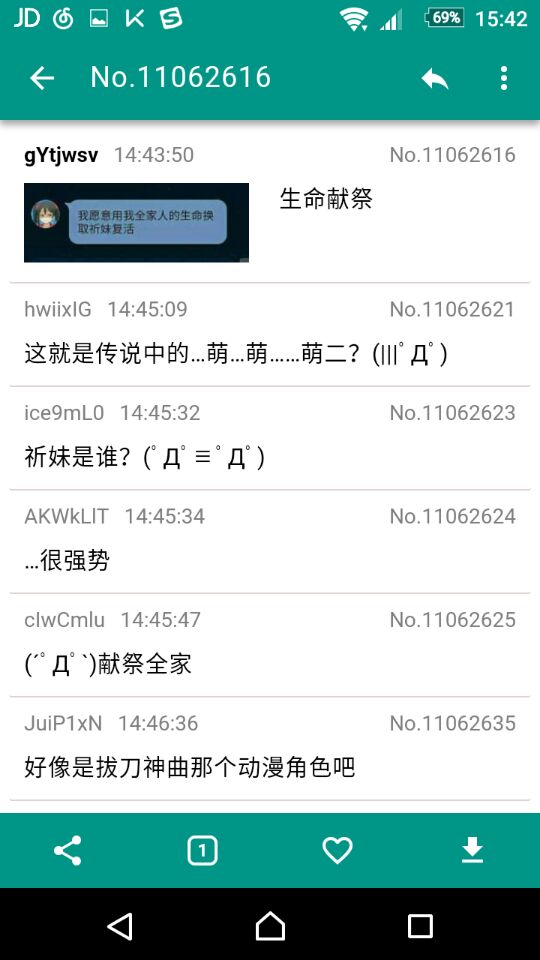 JD 69% 15:42
No.11062616
gYtjwsv 14:43:50 No.11062616
我愿意用我全家人的生命换
取祈妹复活
生命献祭
hwiixIG 14:45:09 No.11062621
这就是传说中的…萌…萌……萌二？(|||ﾟДﾟ)
ice9mL0 14:45:32 No.11062623
祈妹是谁？(ﾟДﾟ≡ﾟДﾟ)
AKWkLlT 14:45:34 No.11062624
…很强势
clwCmlu 14:45:47 No.11062625
(´ﾟДﾟ`)献祭全家
JuiP1xN 14:46:36 No.11062635
好像是拔刀神曲那个动漫角色吧
1